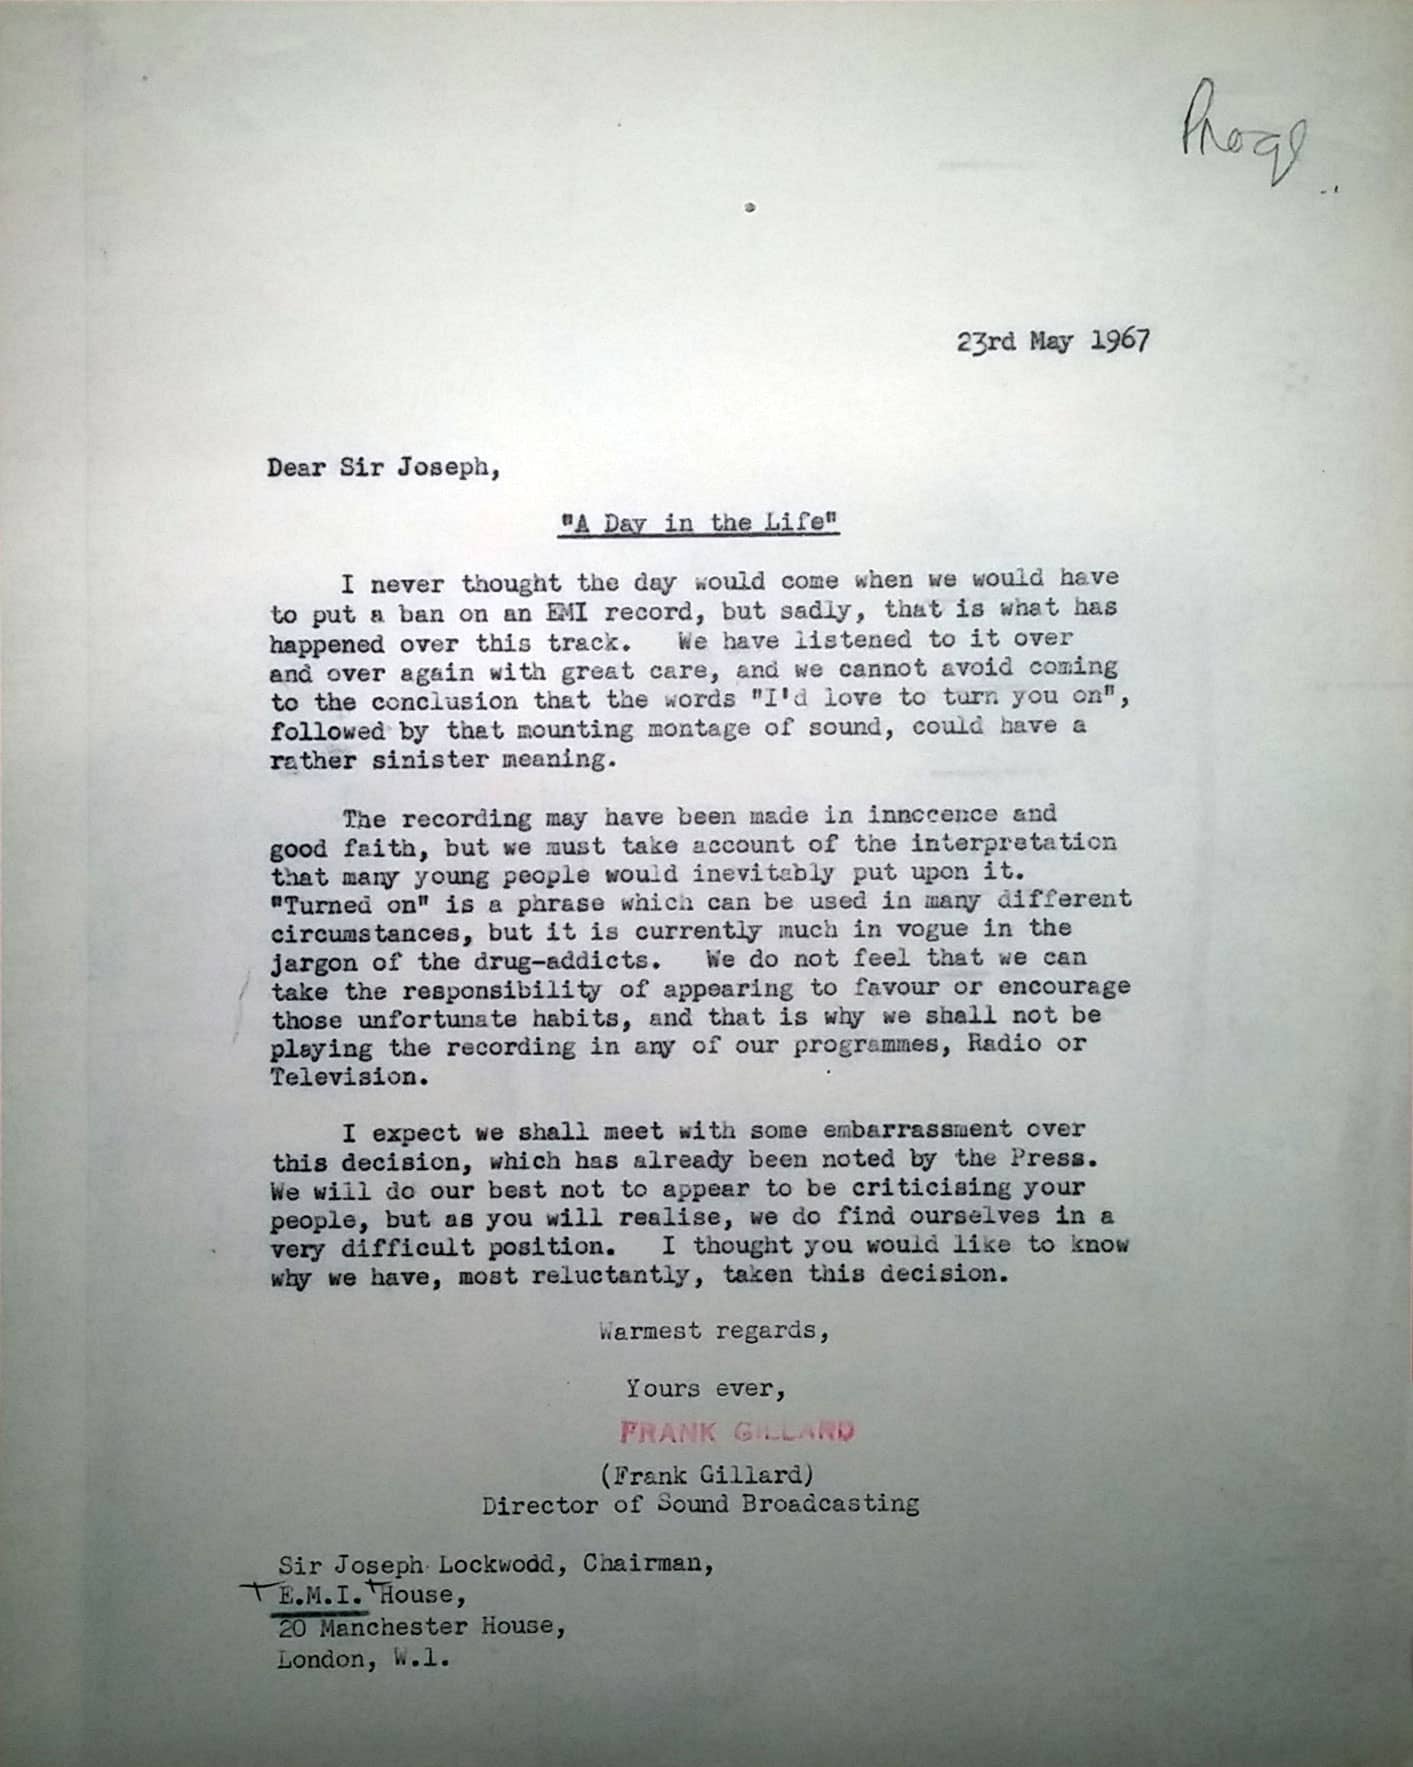 23rd May 1967
Dear Sir Joseph,
"A Day in the Life"
I never thought the day would come when we would have
to put a ban on an EMI record, but sadly, that is what has
happened over this track. We have listened to it over
and over again with great care, and we cannot avoid coming
to the conclusion that the words "I'd love to turn you on",
followed by that mounting montage of sound, could have a
rather sinister meaning.
The recording may have been made in innocence and
good faith, but we must take account of the interpretation
that many young people would inevitably put upon it.
"Turned on" is a phrase which can be used in many different
circumstances, but it is currently much in vogue in the
jargon of the drug-addicts. We do not feel that we can
take the responsibility of appearing to favour or encourage
those unfortunate habits, and that is why we shall not be
playing the recording in any of our programmes, Radio or
Television.
I expect we shall meet with some embarrassment over
this decision, which has already been noted by the Press.
We will do our best not to appear to be criticising your
people, but as you will realise, we do find ourselves in a
very difficult position. I thought you would like to know
why we have, most reluctantly, taken this decision.
Warmest regards,
Yours ever,
FRANK GILLARD
(Frank Gillard)
Director of Sound Broadcasting
Sir Joseph Lockwodd, Chairman,
E.M.I. House,
20 Manchester House,
London, W.1.